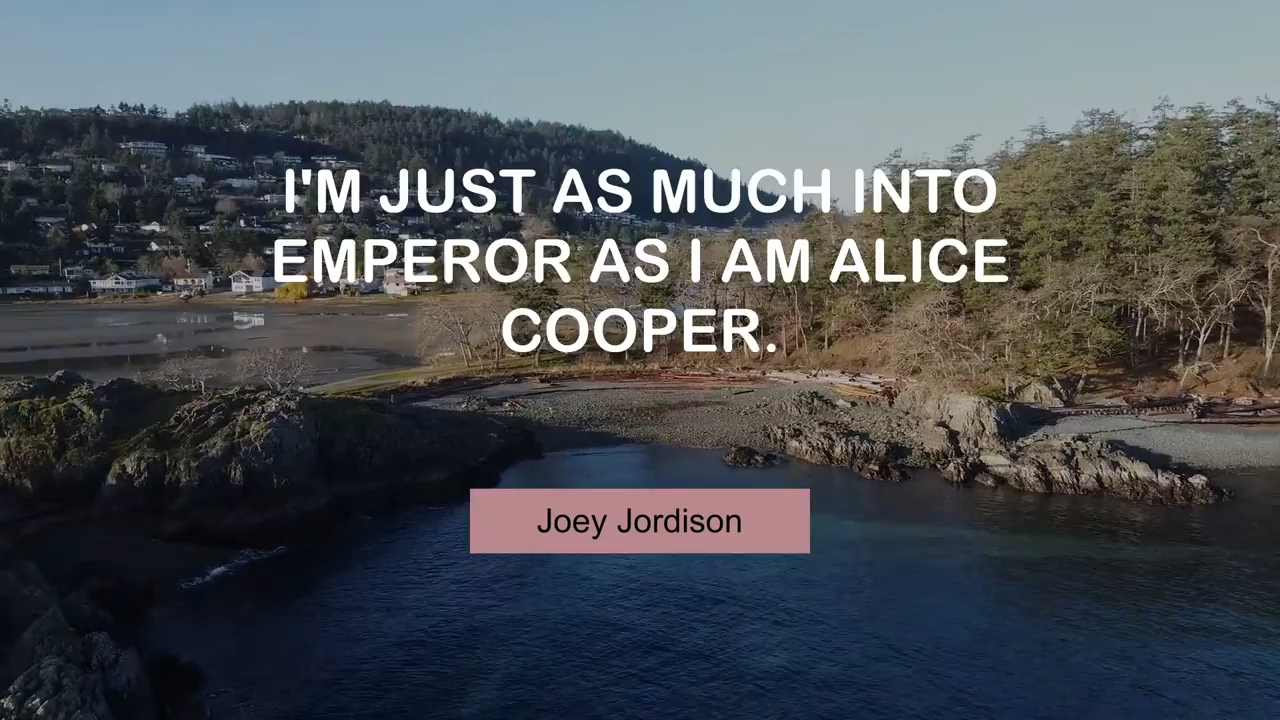 I'M JUST AS MUCH INTO
EMPEROR AS I AM ALICE
COOPER.
Joey Jordison